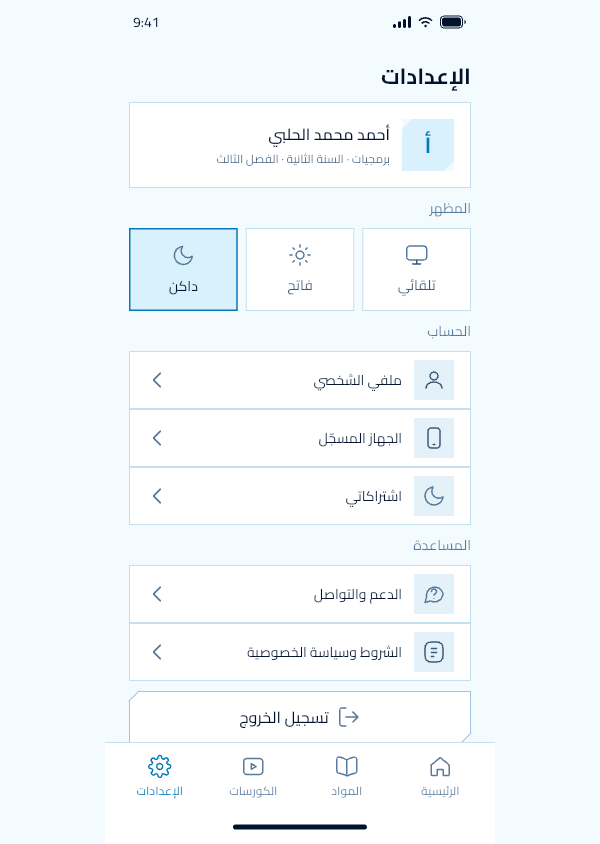 9:41
الإعدادات
أ
أحمد محمد الحلبي
برمجيات · السنة الثانية · الفصل الثالث
المظهر
تلقائي
فاتح
داكن
الحساب
ملفي الشخصي
الجهاز المسجّل
اشتراكاتي
المساعدة
الدعم والتواصل
الشروط وسياسة الخصوصية
تسجيل الخروج
الرئيسية
المواد
الكورسات
الإعدادات